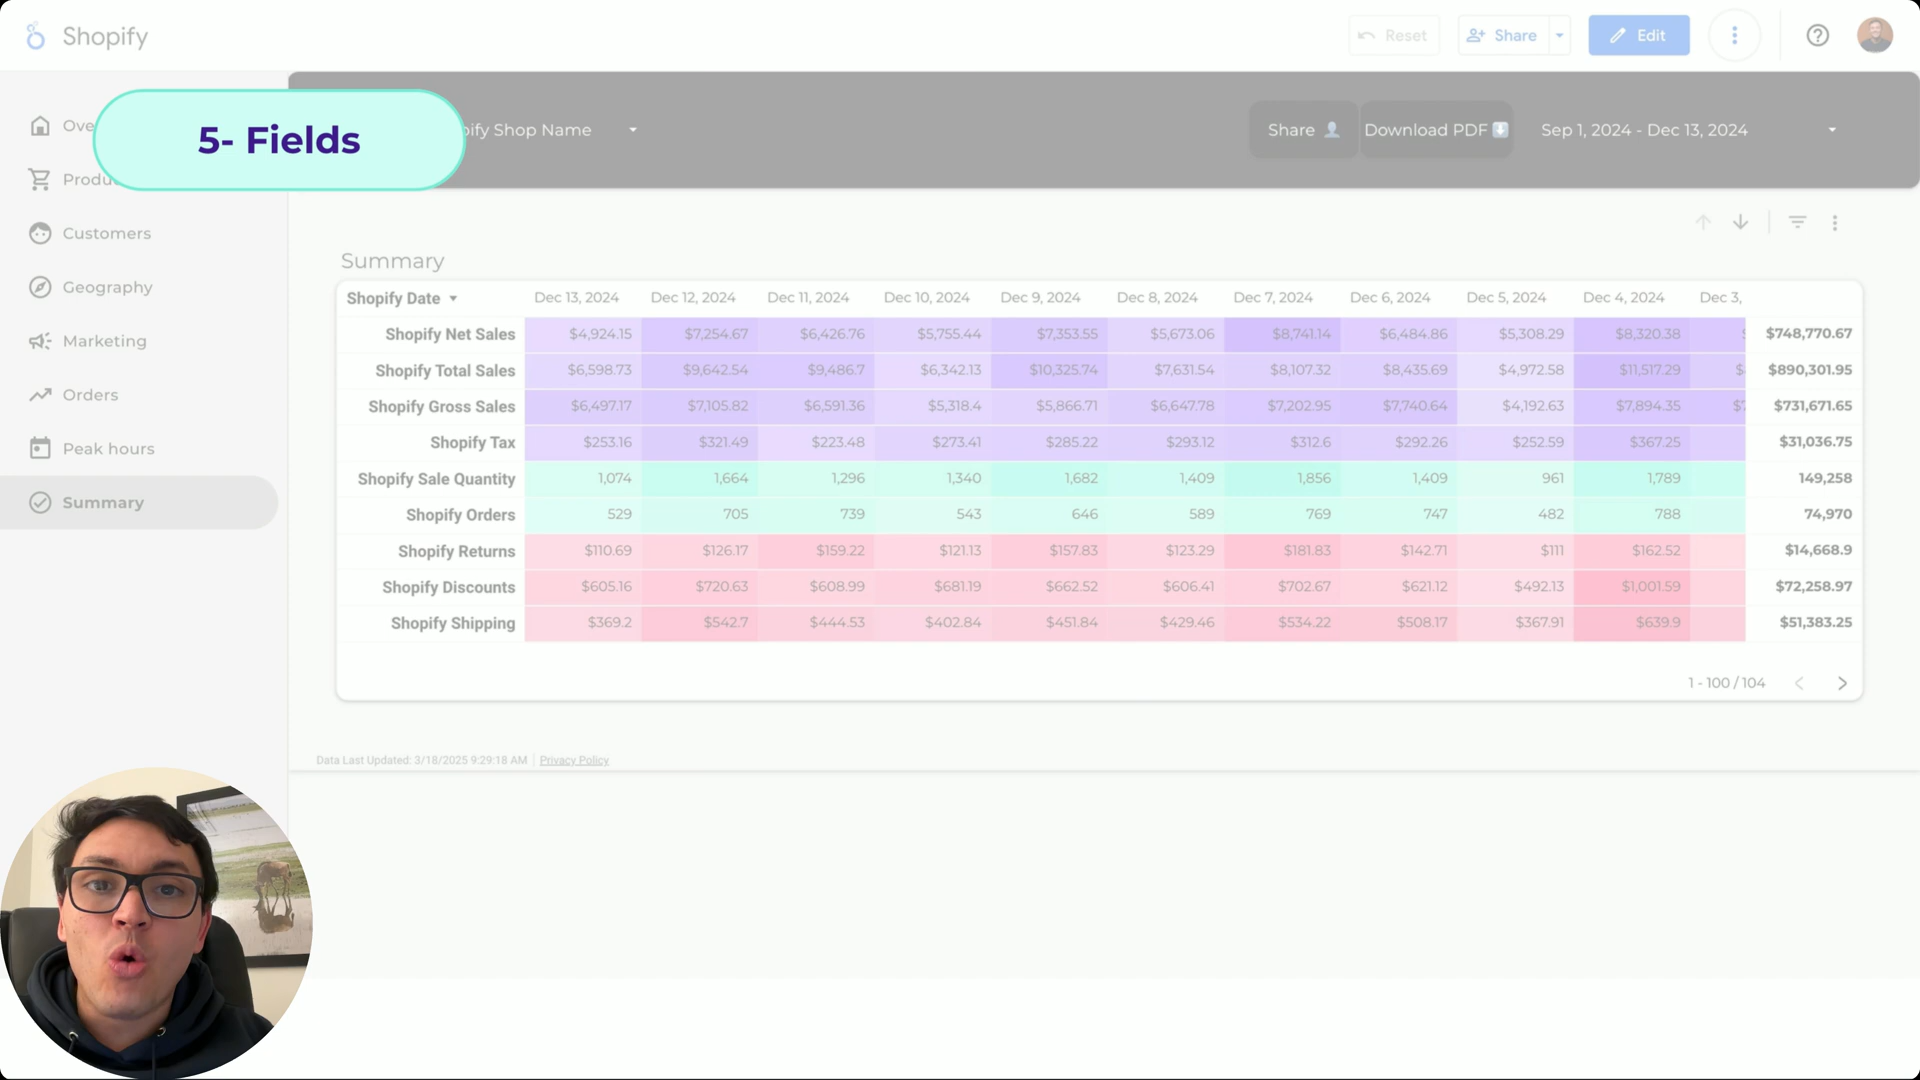 Shopify
Reset
Share
Edit
5- Fields
Share
Download PDF
Sep 1, 2024 - Dec 13, 2024
Shop Name
Customers
Geography
Marketing
Orders
Peak hours
Summary
Summary
Shopify Date Dec 13, 2024 Dec 12, 2024 Dec 11, 2024 Dec 10, 2024 Dec 9, 2024 Dec 8, 2024 Dec 7, 2024 Dec 6, 2024 Dec 5, 2024 Dec 4, 2024 Dec 3,
Shopify Net Sales $4,924.15 $7,254.67 $6,426.76 $5,755.44 $7,353.55 $5,673.06 $8,741.14 $6,484.86 $5,308.29 $8,320.38 $748,770.67
Shopify Total Sales $6,598.73 $9,642.54 $9,486.7 $6,342.13 $10,325.74 $7,631.54 $8,107.32 $8,435.69 $4,972.58 $11,517.29 $890,301.95
Shopify Gross Sales $6,497.17 $7,105.82 $6,591.36 $5,318.4 $5,866.71 $6,647.78 $7,202.95 $7,740.64 $4,192.63 $7,894.35 $731,671.65
Shopify Tax $253.16 $321.49 $223.48 $273.41 $285.22 $293.12 $312.6 $292.26 $252.59 $367.25 $31,036.75
Shopify Sale Quantity 1,074 1,664 1,296 1,340 1,682 1,409 1,856 1,409 961 1,789 149,258
Shopify Orders 529 705 739 543 646 589 769 747 482 788 74,970
Shopify Returns $110.69 $126.17 $159.22 $121.13 $157.83 $123.29 $181.83 $142.71 $111 $162.52 $14,668.9
Shopify Discounts $605.16 $720.63 $608.99 $681.19 $662.52 $606.41 $702.67 $621.12 $492.13 $1,001.59 $72,258.97
Shopify Shipping $369.2 $542.7 $444.53 $402.84 $451.84 $429.46 $534.22 $508.17 $367.91 $639.9 $51,383.25
1 - 100 / 104
Data Last Updated: 3/18/2025 9:29:18 AM Privacy Policy